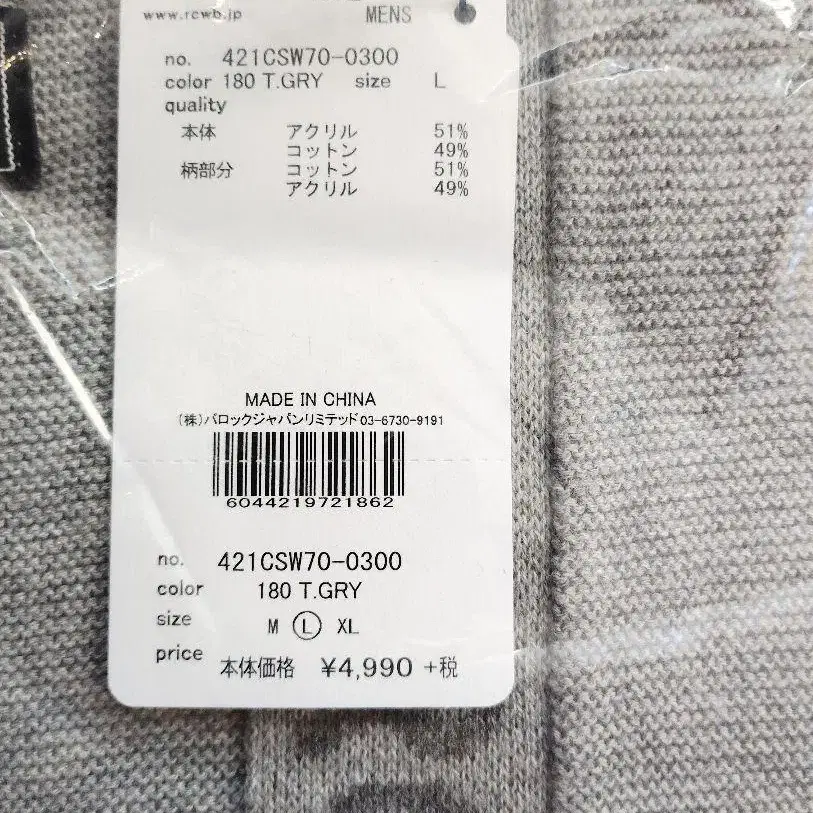 www.rcwb.jp
MENS
no. 421CSW70-0300
color 180 T.GRY size L
quality
本体 アクリル 51%
コットン 49%
柄部分 コットン 51%
アクリル 49%
MADE IN CHINA
(株)バロックジャパンリミテッド03-6730-9191
6044219721862
no. 421CSW70-0300
color 180 T.GRY
size M L XL
price 本体価格 ¥4,990 +税